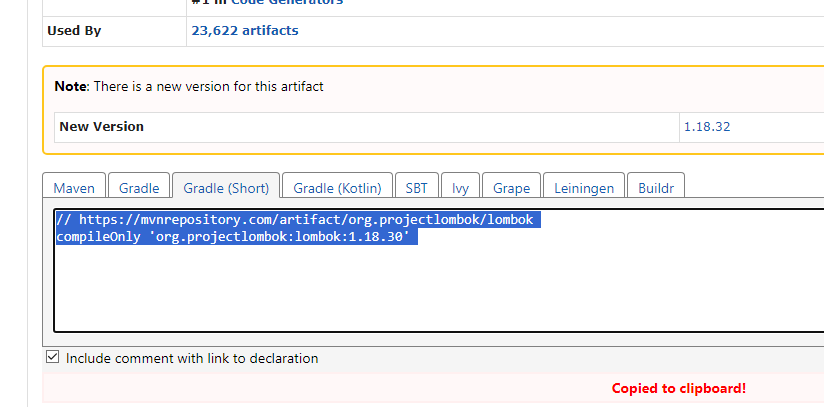 #1 in Code Generators
Used By 23,622 artifacts
Note: There is a new version for this artifact
New Version 1.18.32
Maven Gradle Gradle (Short) Gradle (Kotlin) SBT Ivy Grape Leiningen Buildr
// https://mvnrepository.com/artifact/org.projectlombok/lombok
compileOnly 'org.projectlombok:lombok:1.18.30'
Include comment with link to declaration
Copied to clipboard!